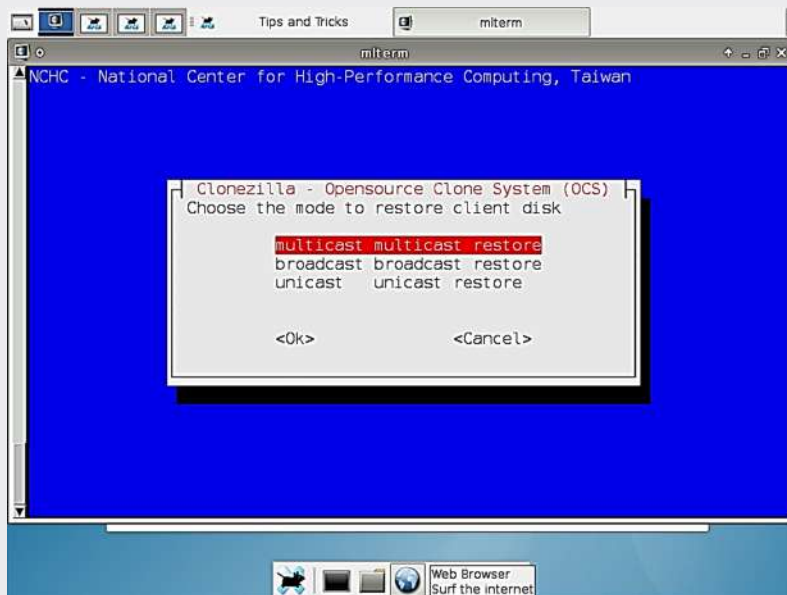 Tips and Tricks
mlterm
mlterm
NCHC - National Center for High-Performance Computing, Taiwan
Clonezilla - Opensource Clone System (OCS)
Choose the mode to restore client disk
multicast multicast restore
broadcast broadcast restore
unicast unicast restore
<Ok> <Cancel>
Web Browser
Surf the internet